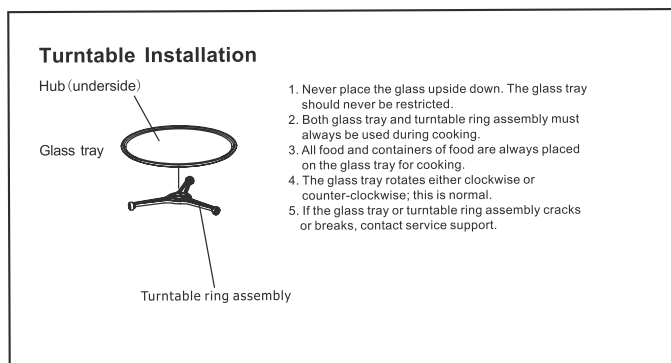 Turntable Installation
Hub (underside)
Glass tray
Turntable ring assembly
1. Never place the glass upside down. The glass tray
should never be restricted.
2. Both glass tray and turntable ring assembly must
always be used during cooking.
3. All food and containers of food are always placed
on the glass tray for cooking.
4. The glass tray rotates either clockwise or
counter-clockwise; this is normal.
5. If the glass tray or turntable ring assembly cracks
or breaks, contact service support.